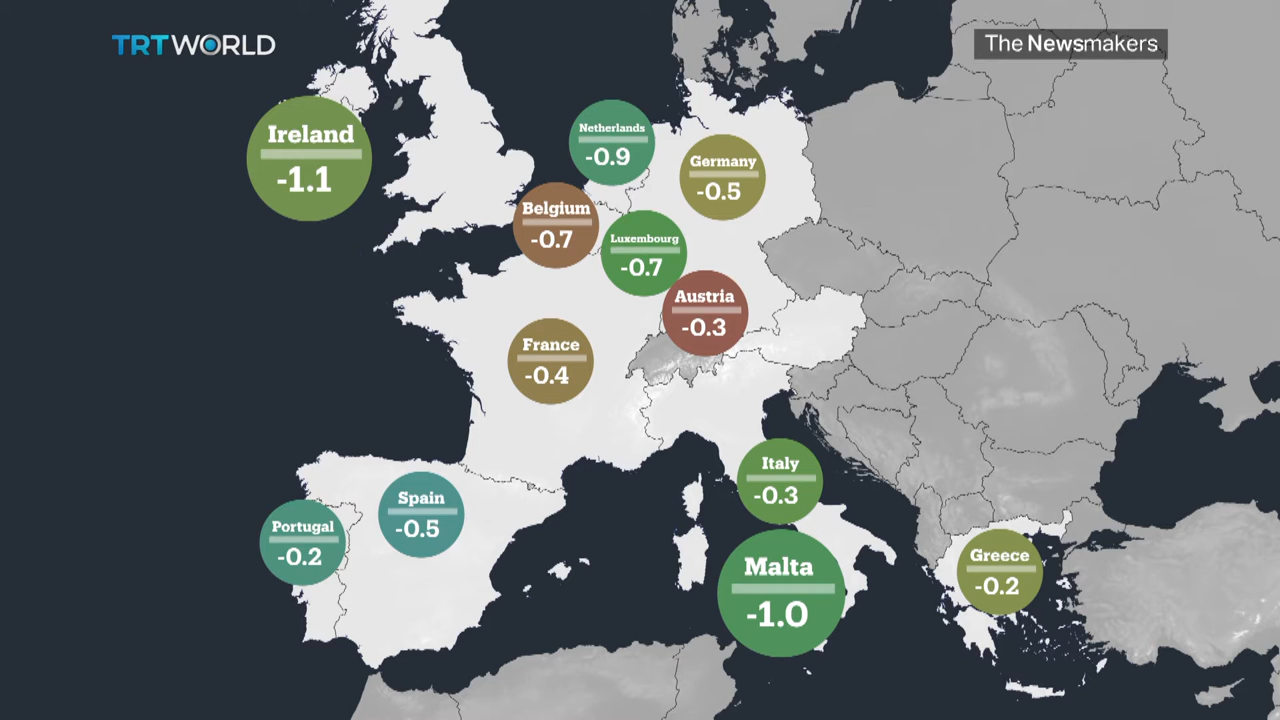 TRT WORLD
The Newsmakers
Ireland
-1.1
Netherlands
-0.9
Germany
-0.5
Belgium
-0.7
Luxembourg
-0.7
Austria
-0.3
France
-0.4
Italy
-0.3
Spain
-0.5
Portugal
-0.2
Malta
-1.0
Greece
-0.2